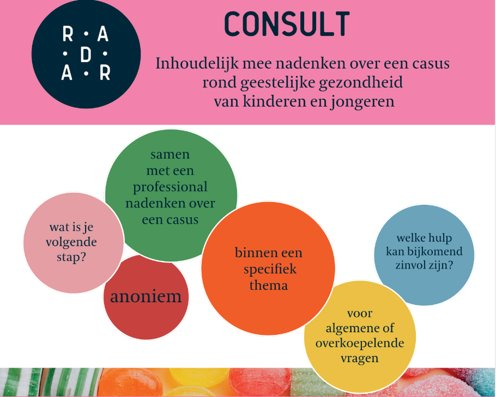 R · A
· D ·
A · R
CONSULT
Inhoudelijk mee nadenken over een casus
rond geestelijke gezondheid
van kinderen en jongeren
samen
met een
professional
nadenken over
een casus
wat is je
volgende
stap?
anoniem
binnen een
specifiek
thema
welke hulp
kan bijkomend
zinvol zijn?
voor
algemene of
overkoepelende
vragen